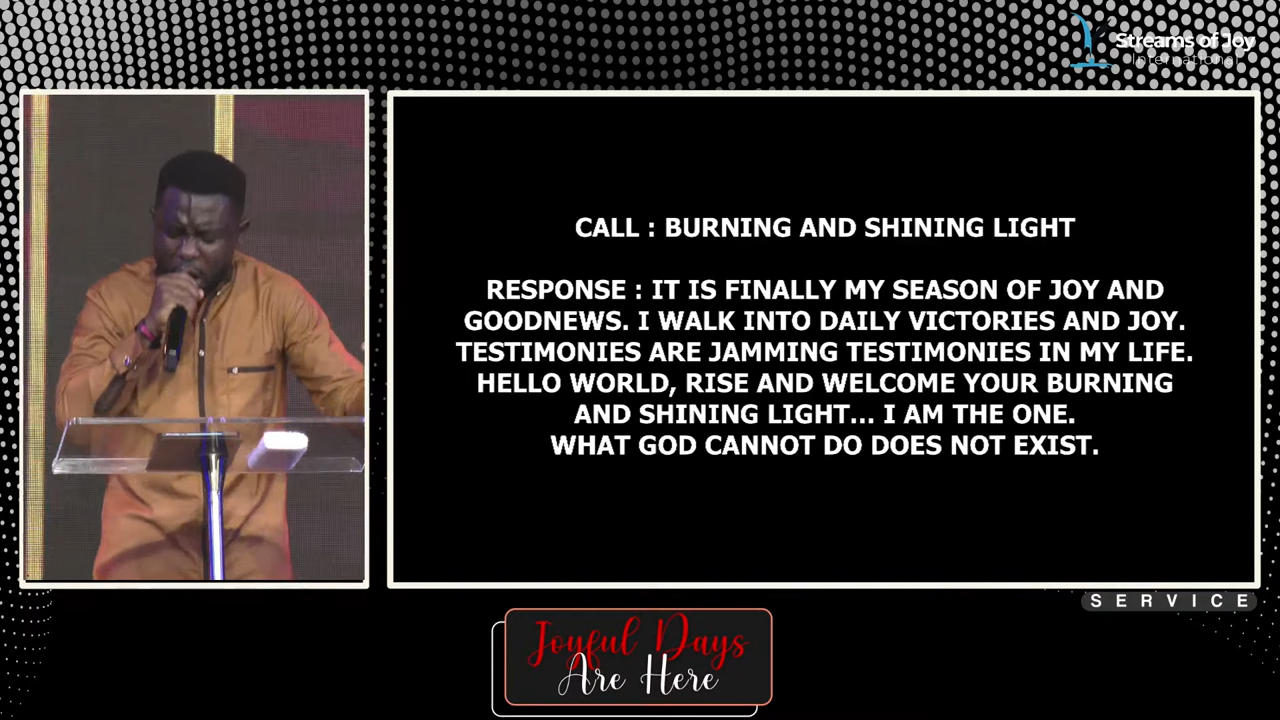 Streams of Joy
International
CALL : BURNING AND SHINING LIGHT
RESPONSE : IT IS FINALLY MY SEASON OF JOY AND
GOODNEWS. I WALK INTO DAILY VICTORIES AND JOY.
TESTIMONIES ARE JAMMING TESTIMONIES IN MY LIFE.
HELLO WORLD, RISE AND WELCOME YOUR BURNING
AND SHINING LIGHT... I AM THE ONE.
WHAT GOD CANNOT DO DOES NOT EXIST.
SERVICE
Joyful Days
Are Here